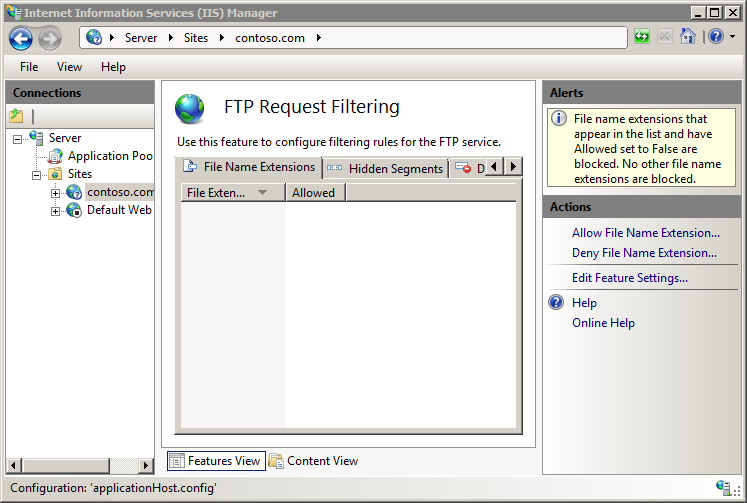 Internet Information Services (IIS) Manager
Server Sites contoso.com
File View Help
Connections
Server
Application Poo
Sites
contoso.com
Default Web
FTP Request Filtering
Use this feature to configure filtering rules for the FTP service.
File Name Extensions Hidden Segments D
File Exten... Allowed
Features View Content View
Alerts
File name extensions that
appear in the list and have
Allowed set to False are
blocked. No other file name
extensions are blocked.
Actions
Allow File Name Extension...
Deny File Name Extension...
Edit Feature Settings...
Help
Online Help
Configuration: 'applicationHost.config'